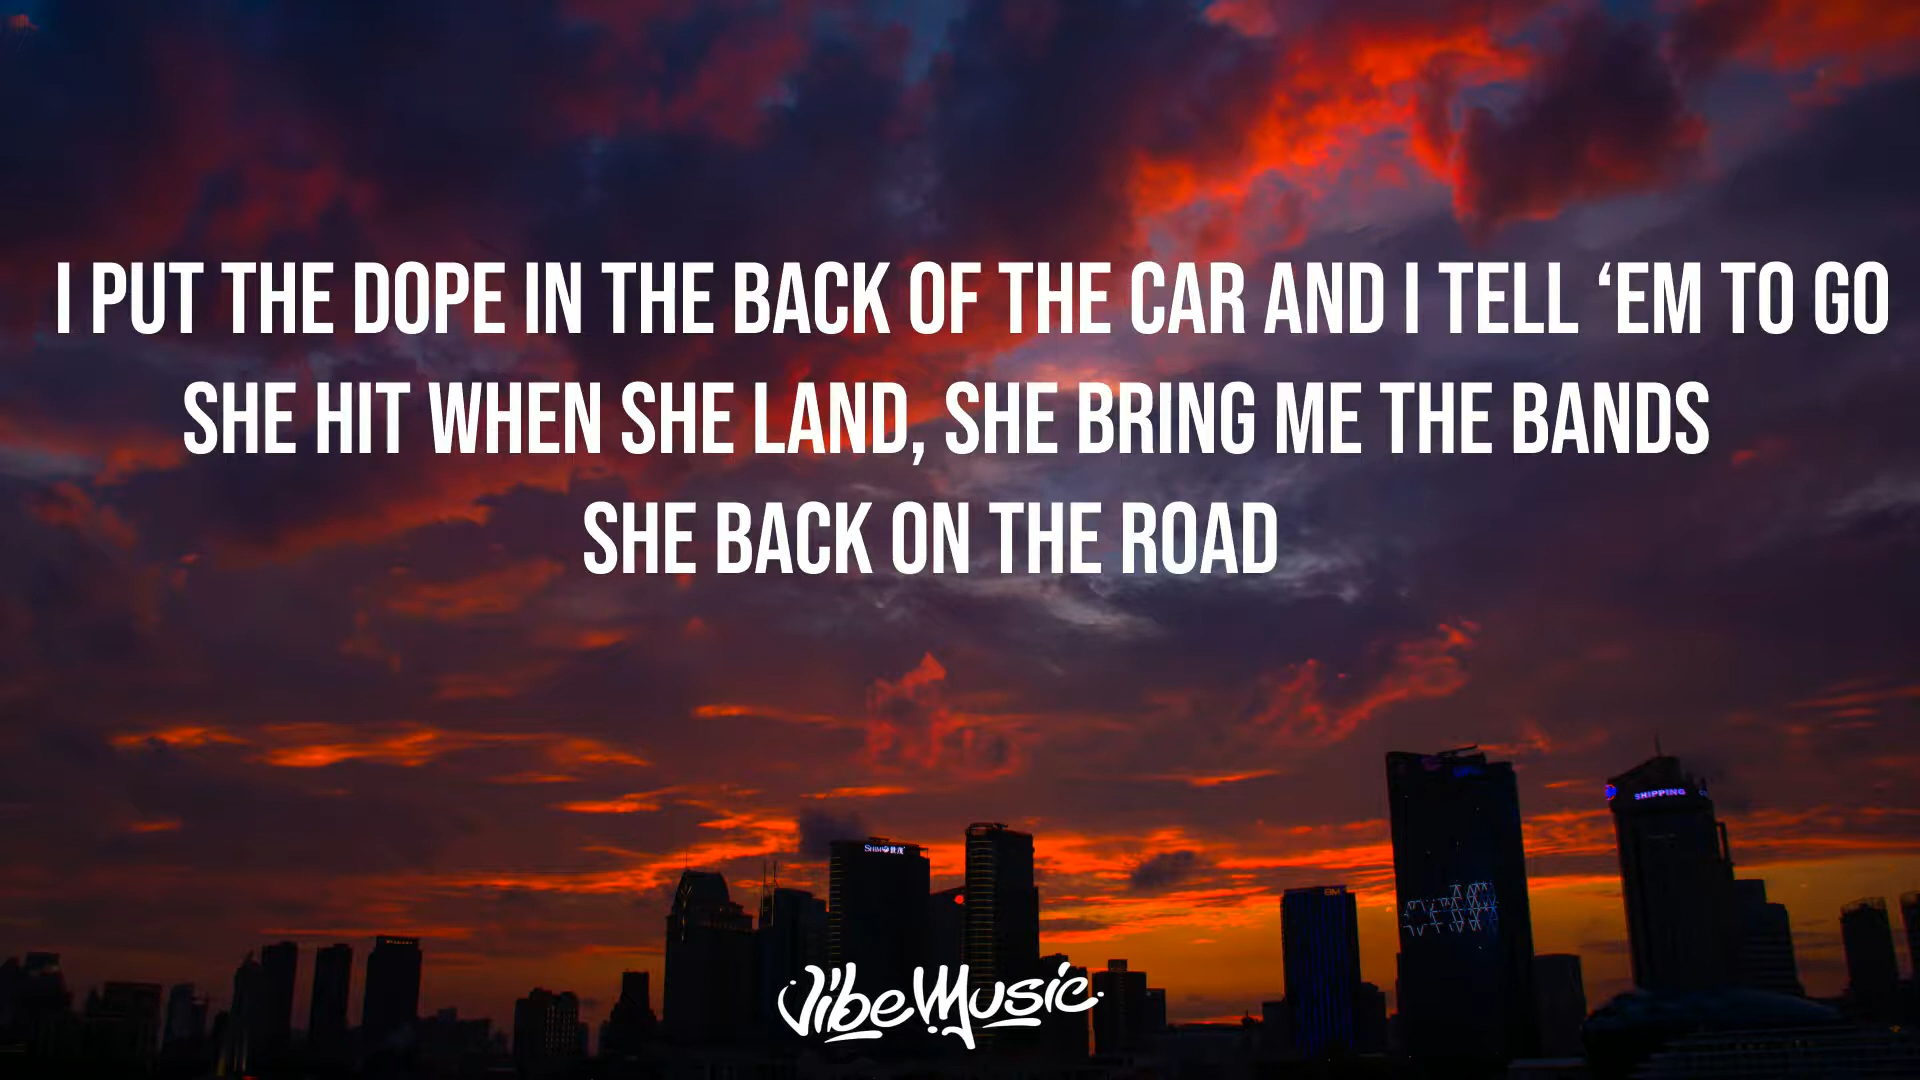 I PUT THE DOPE IN THE BACK OF THE CAR AND I TELL ‘EM TO GO
SHE HIT WHEN SHE LAND, SHE BRING ME THE BANDS
SHE BACK ON THE ROAD
SHIPPING
VibeMusic